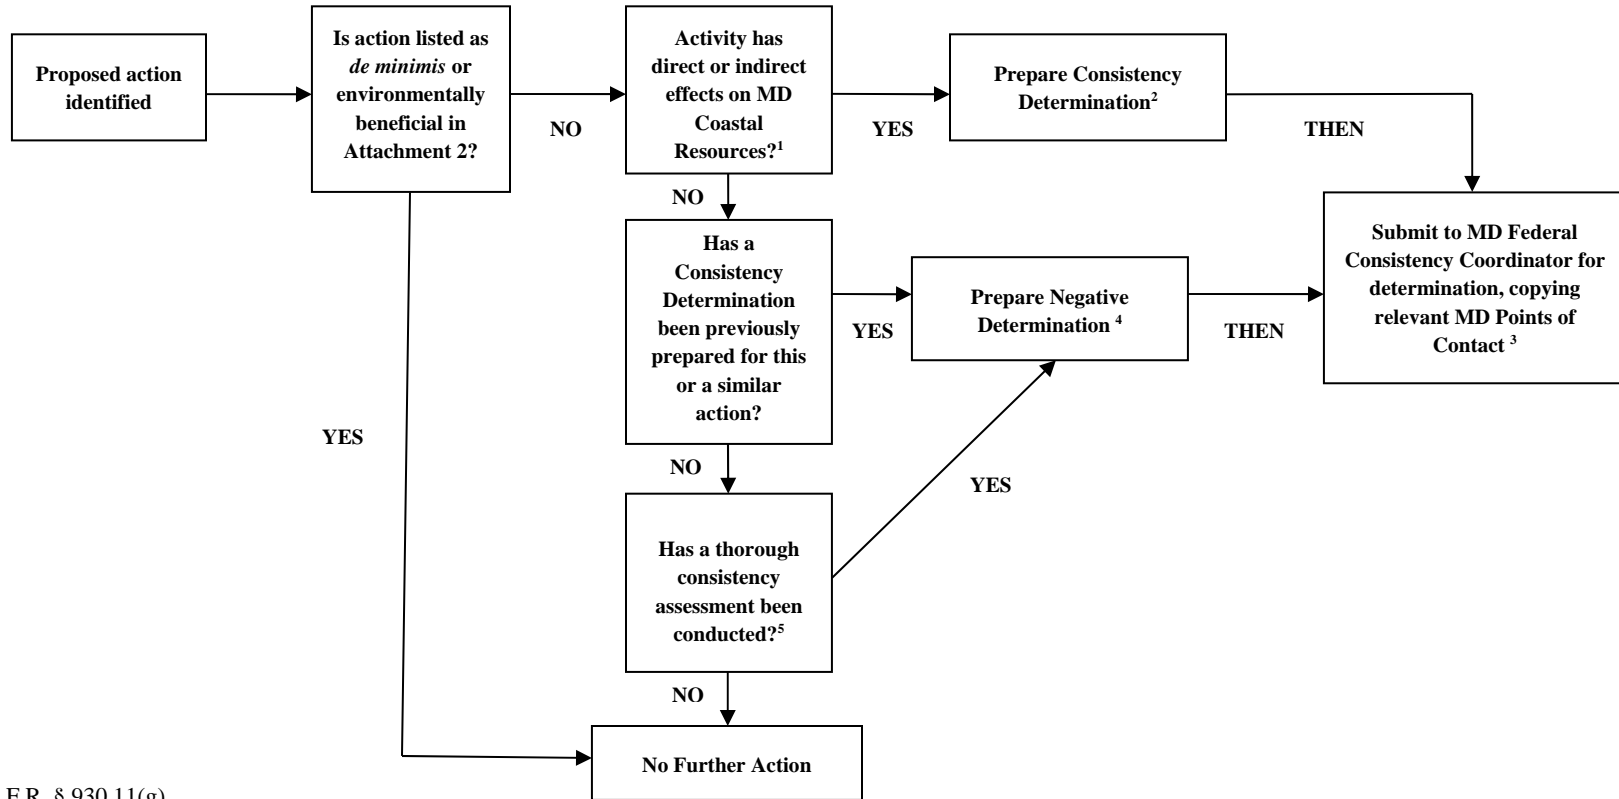 Proposed action
identified
Is action listed as
de minimis or
environmentally
beneficial in
Attachment 2?
NO
YES
Activity has
direct or indirect
effects on MD
Coastal
Resources?1
YES
Prepare Consistency
Determination2
THEN
NO
Has a
Consistency
Determination
been previously
prepared for this
or a similar
action?
YES
Prepare Negative
Determination 4
THEN
Submit to MD Federal
Consistency Coordinator for
determination, copying
relevant MD Points of
Contact 3
NO
Has a thorough
consistency
assessment been
conducted?5
YES
NO
No Further Action
F.R. § 930.11(g)